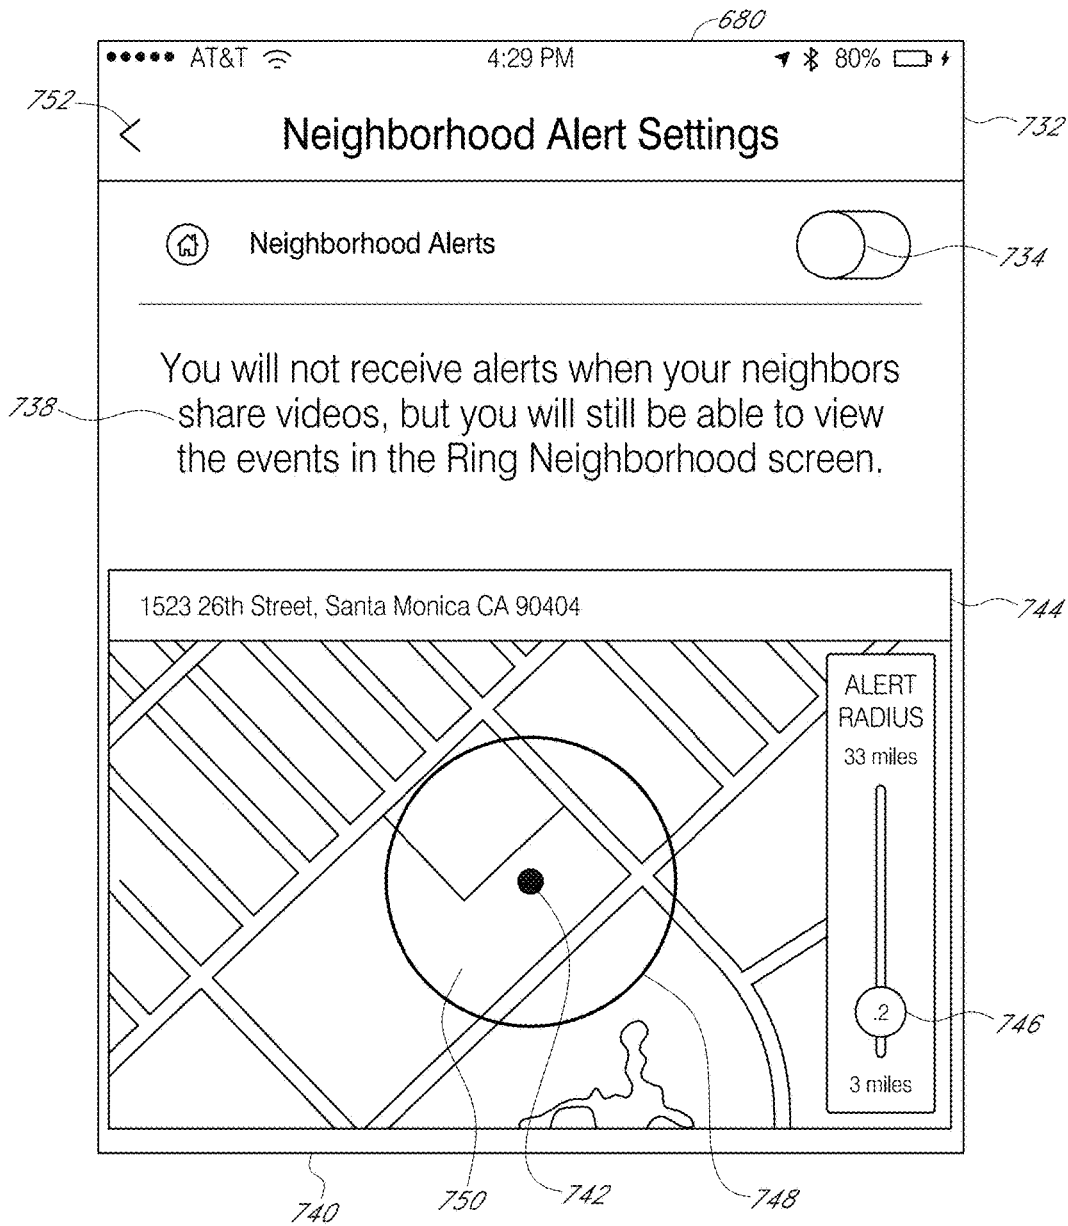 680
AT&T 4:29 PM 80%
752
Neighborhood Alert Settings
732
Neighborhood Alerts
734
You will not receive alerts when your neighbors
738
share videos, but you will still be able to view
the events in the Ring Neighborhood screen.
1523 26th Street, Santa Monica CA 90404
744
ALERT
RADIUS
33 miles
.2
746
3 miles
740
750
742
748